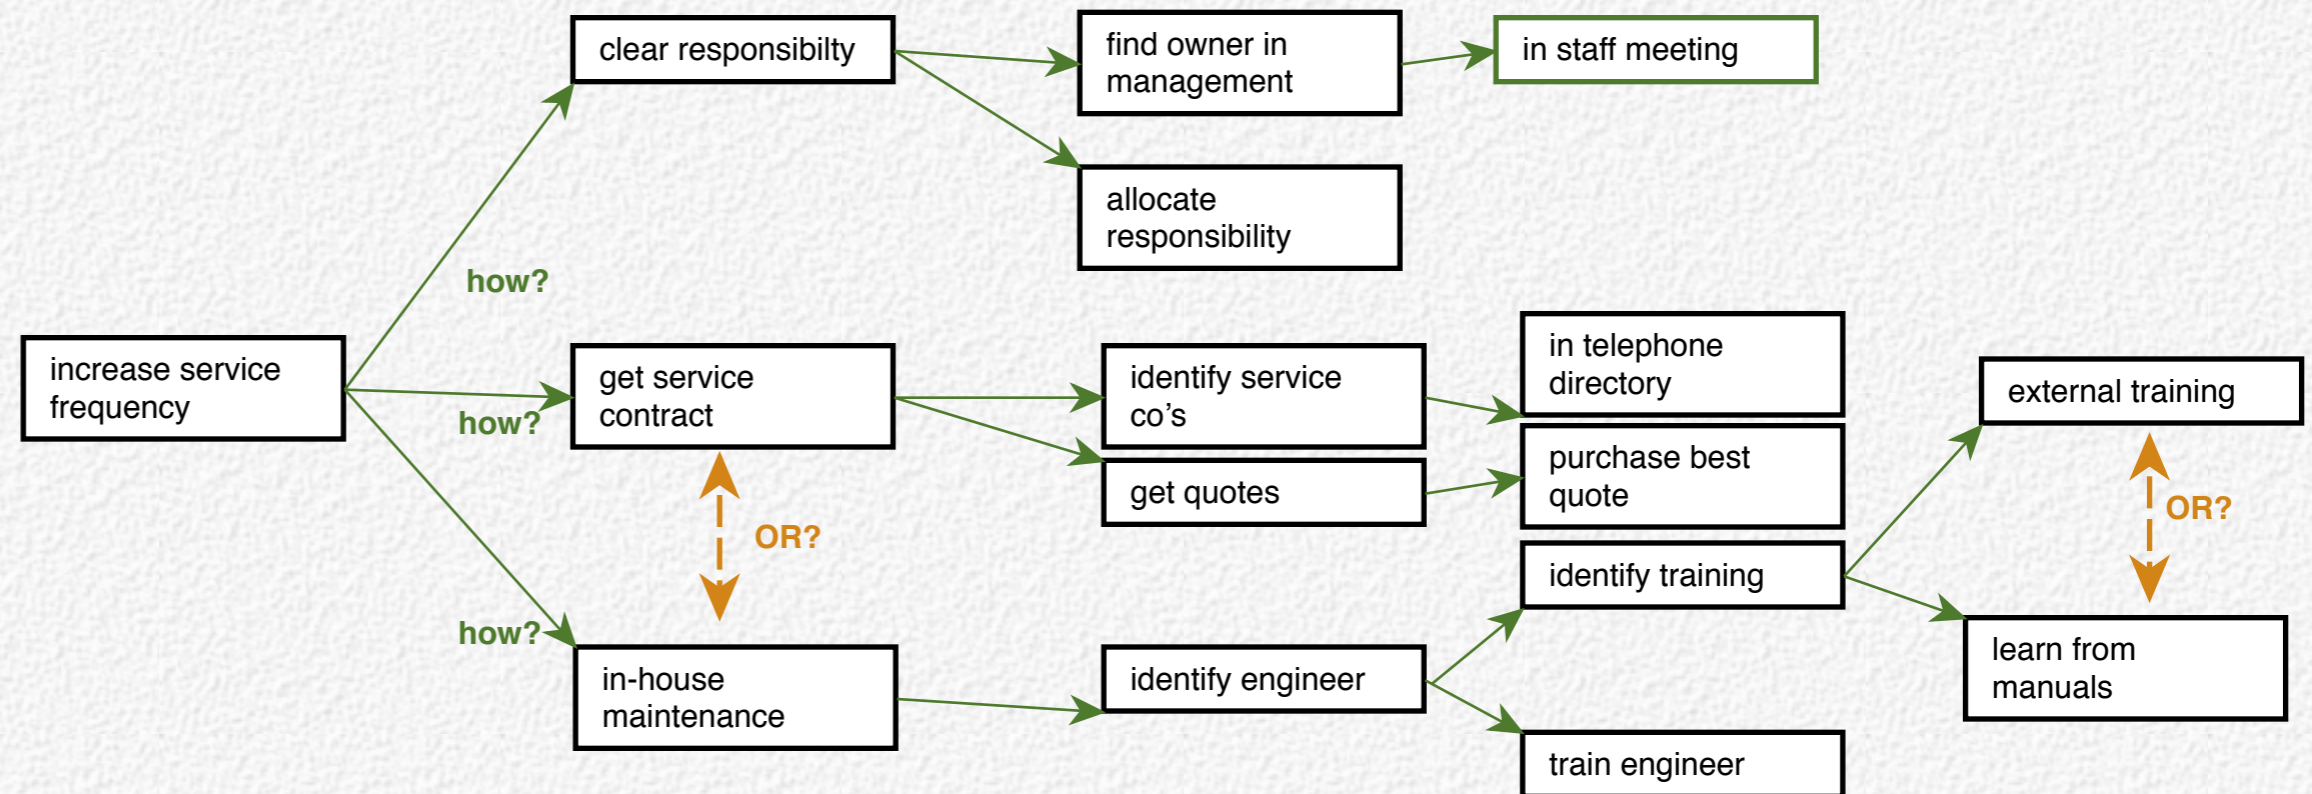 clear responsibilty
find owner in
management
in staff meeting
allocate
responsibility
how?
increase service
frequency
how?
get service
contract
identify service
co’s
in telephone
directory
external training
get quotes
purchase best
quote
OR?
OR?
identify training
how?
in-house
maintenance
identify engineer
learn from
manuals
train engineer